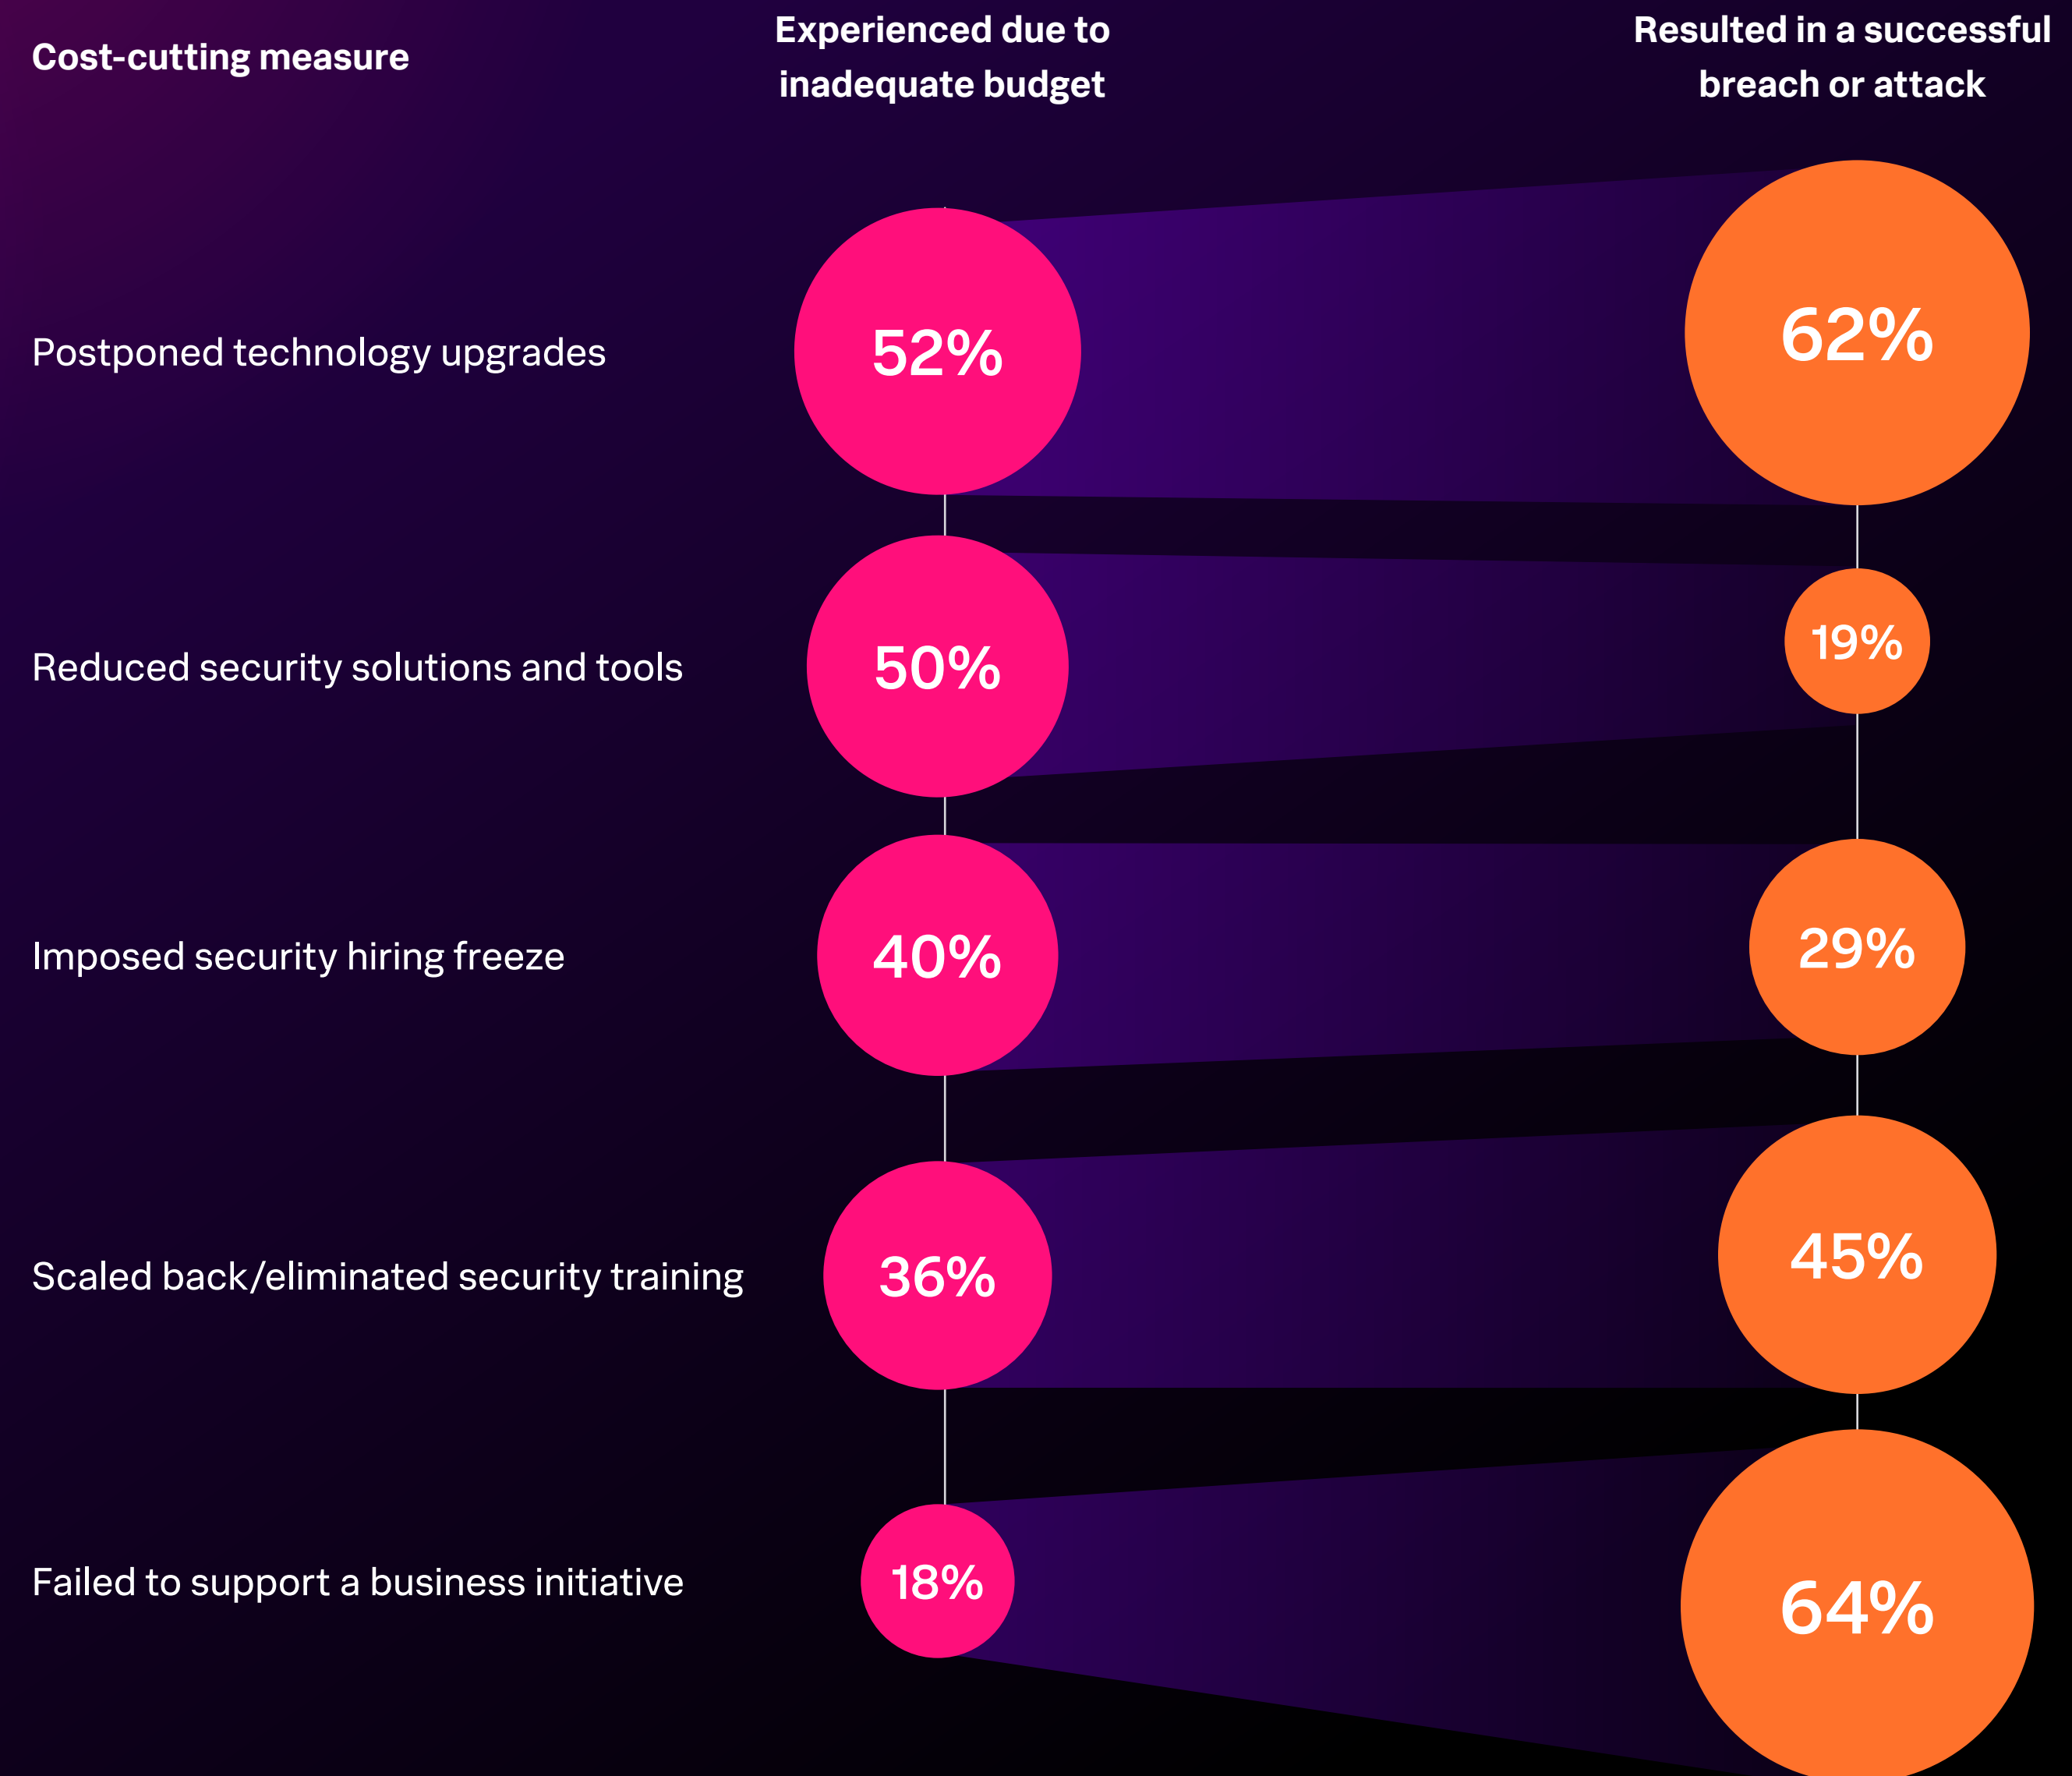 Cost-cutting measure
Experienced due to
inadequate budget
Resulted in a successful
breach or attack
Postponed technology upgrades
52%
62%
Reduced security solutions and tools
50%
19%
Imposed security hiring freeze
40%
29%
Scaled back/eliminated security training
36%
45%
Failed to support a business initiative
18%
64%